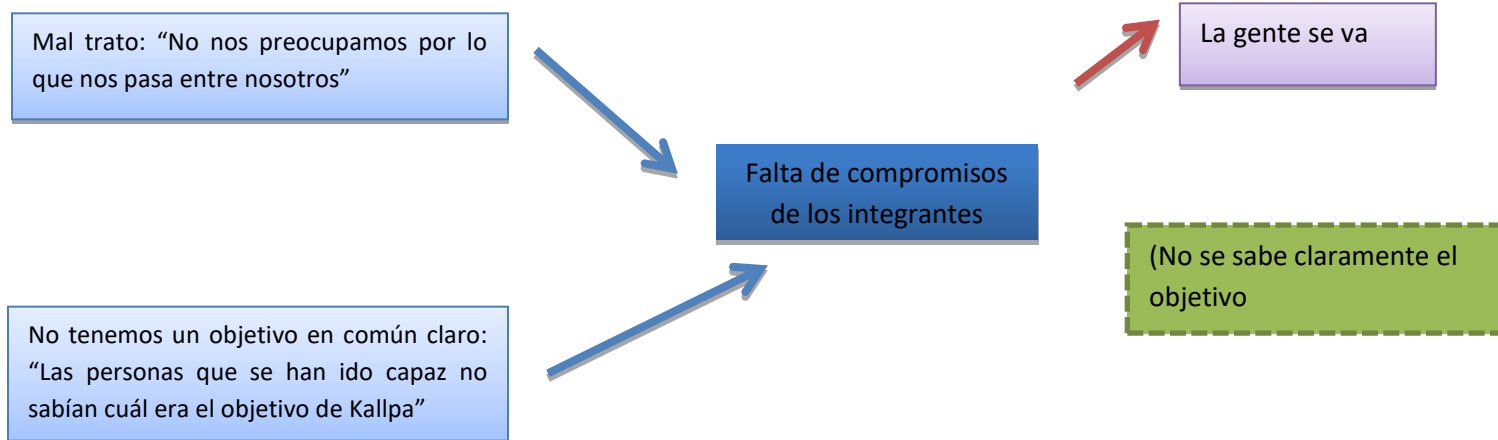 Mal trato: “No nos preocupamos por lo
que nos pasa entre nosotros”
La gente se va
Falta de compromisos
de los integrantes
(No se sabe claramente el
objetivo
No tenemos un objetivo en común claro:
“Las personas que se han ido capaz no
sabían cuál era el objetivo de Kallpa”